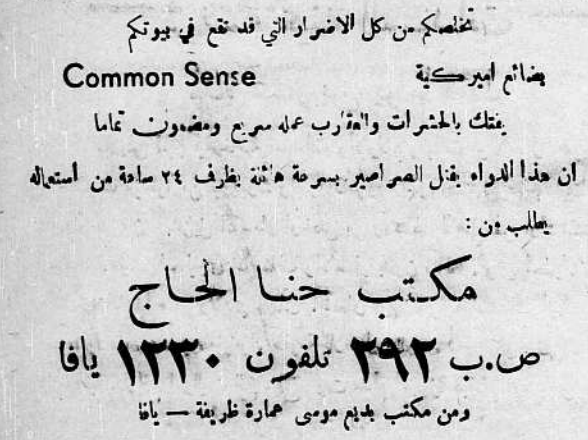 تخلصكم من كل الاضرار التي قد تقع في بيوتكم
بضائع اميركية Common Sense
يفتك بالحشرات والعقارب عمله سريع ومضمون تماما
ان هذا الدواء يقتل الصراصير بسرعة هائلة بظرف ٢٤ ساعة من استعماله
يطلب من :
مكتب حنا الحاج
ص.ب ٢٩٢ تلفون ١٢٣٠ يافا
ومن مكتب بديع موسى عمارة ظريفة — يافا